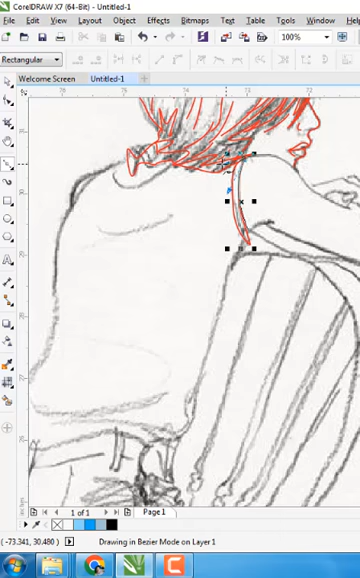 CorelDRAW X7 (64-Bit) - Untitled-1
File Edit View Layout Object Effects Bitmaps Text Table Tools Window Help
100%
Rectangular
Welcome Screen Untitled-1
1 of 1 Page 1
( -73.341, 30.480 ) Drawing in Bezier Mode on Layer 1